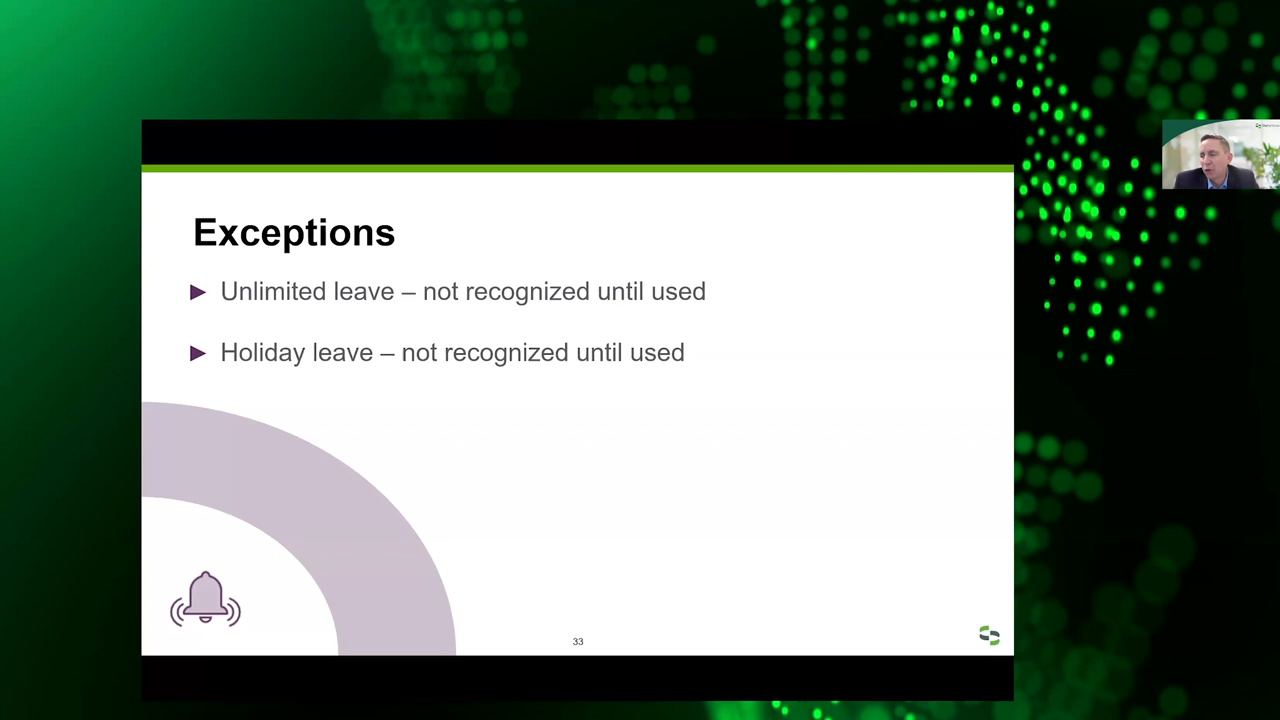 Exceptions
Unlimited leave – not recognized until used
Holiday leave – not recognized until used
33